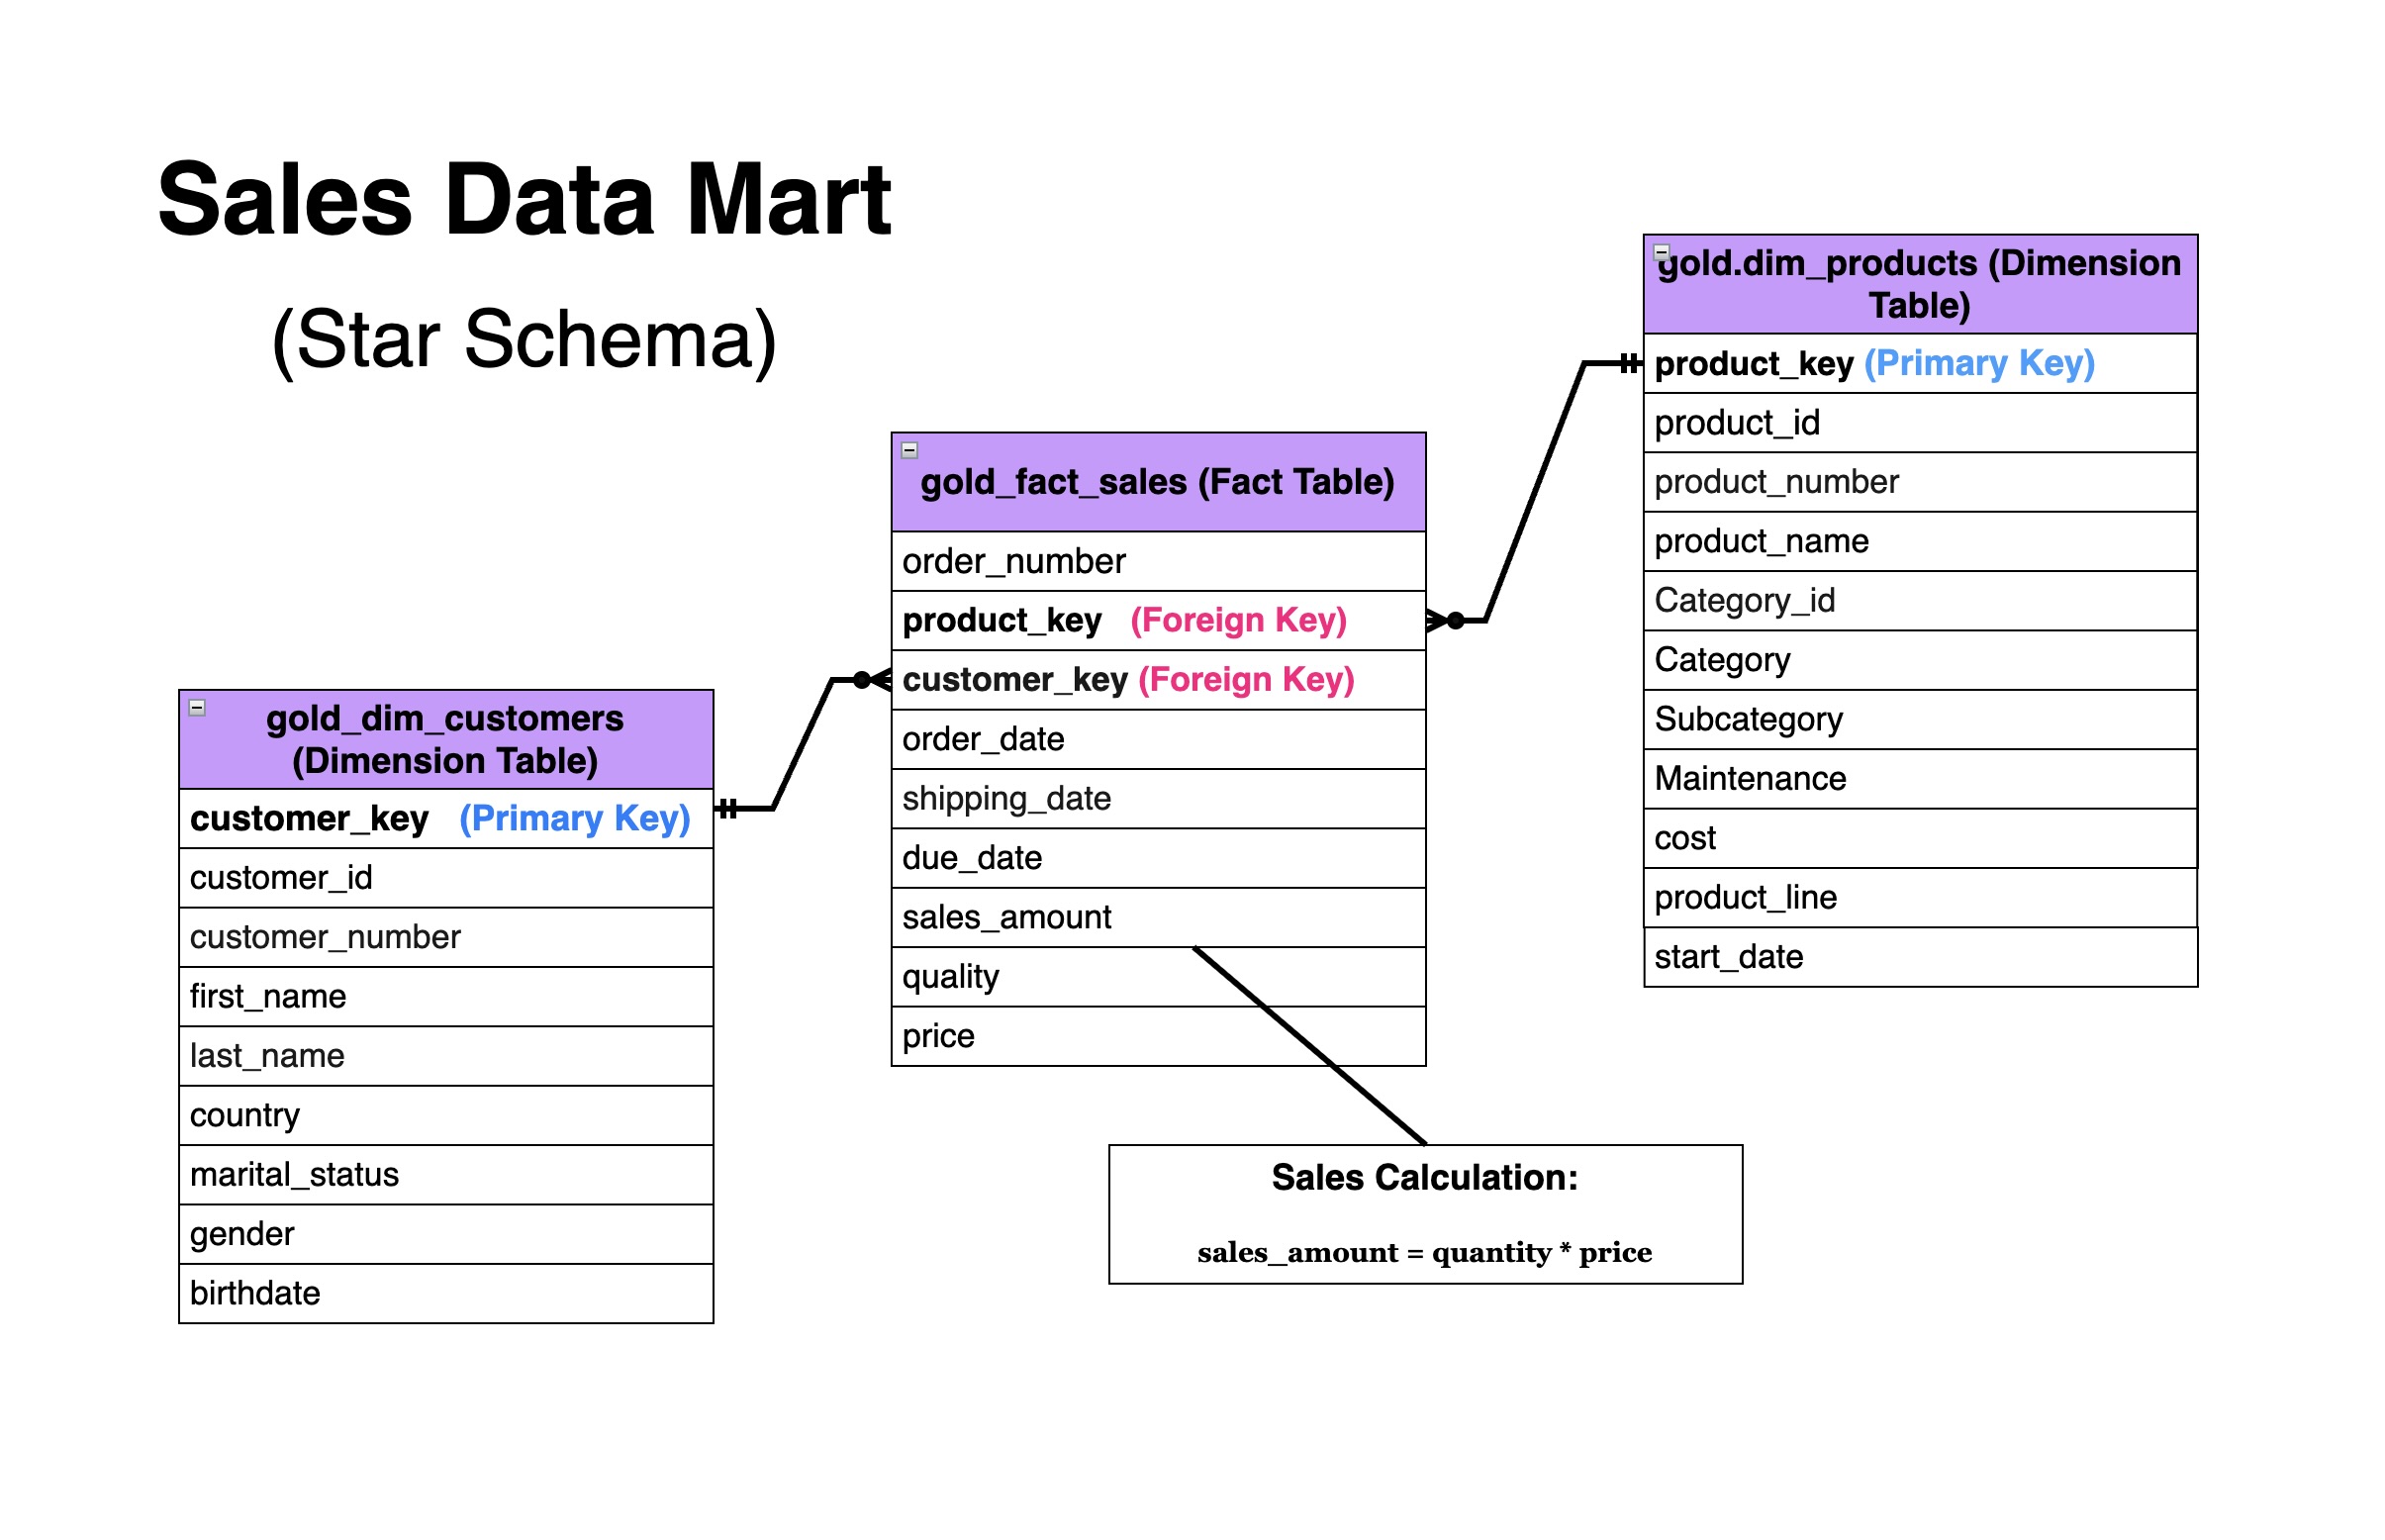 Sales Data Mart
(Star Schema)
gold_dim_customers
(Dimension Table)
customer_key (Primary Key)
customer_id
customer_number
first_name
last_name
country
marital_status
gender
birthdate
gold_fact_sales (Fact Table)
order_number
product_key (Foreign Key)
customer_key (Foreign Key)
order_date
shipping_date
due_date
sales_amount
quality
price
Sales Calculation:
sales_amount = quantity * price
gold.dim_products (Dimension
Table)
product_key (Primary Key)
product_id
product_number
product_name
Category_id
Category
Subcategory
Maintenance
cost
product_line
start_date